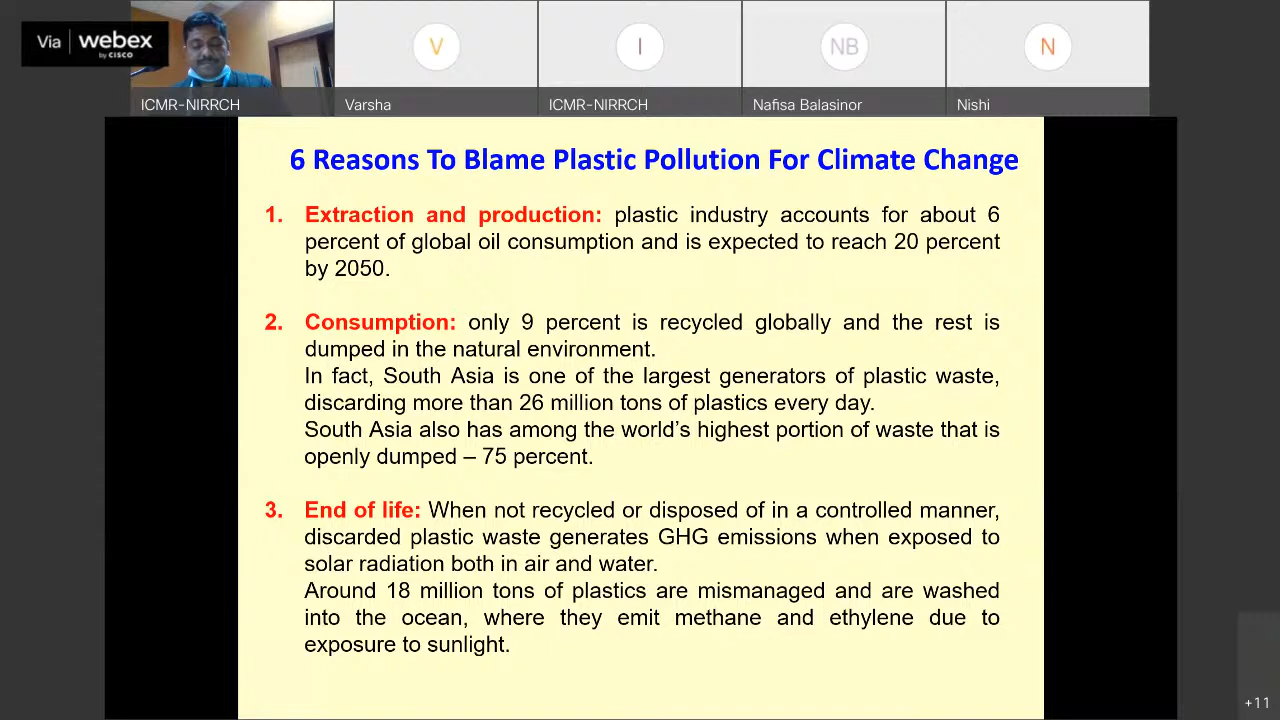 Via webex
by CISCO
V
I
NB
N
ICMR-NIRRCH
Varsha
ICMR-NIRRCH
Nafisa Balasinor
Nishi
6 Reasons To Blame Plastic Pollution For Climate Change
1. Extraction and production: plastic industry accounts for about 6
percent of global oil consumption and is expected to reach 20 percent
by 2050.
2. Consumption: only 9 percent is recycled globally and the rest is
dumped in the natural environment.
In fact, South Asia is one of the largest generators of plastic waste,
discarding more than 26 million tons of plastics every day.
South Asia also has among the world's highest portion of waste that is
openly dumped – 75 percent.
3. End of life: When not recycled or disposed of in a controlled manner,
discarded plastic waste generates GHG emissions when exposed to
solar radiation both in air and water.
Around 18 million tons of plastics are mismanaged and are washed
into the ocean, where they emit methane and ethylene due to
exposure to sunlight.
+11